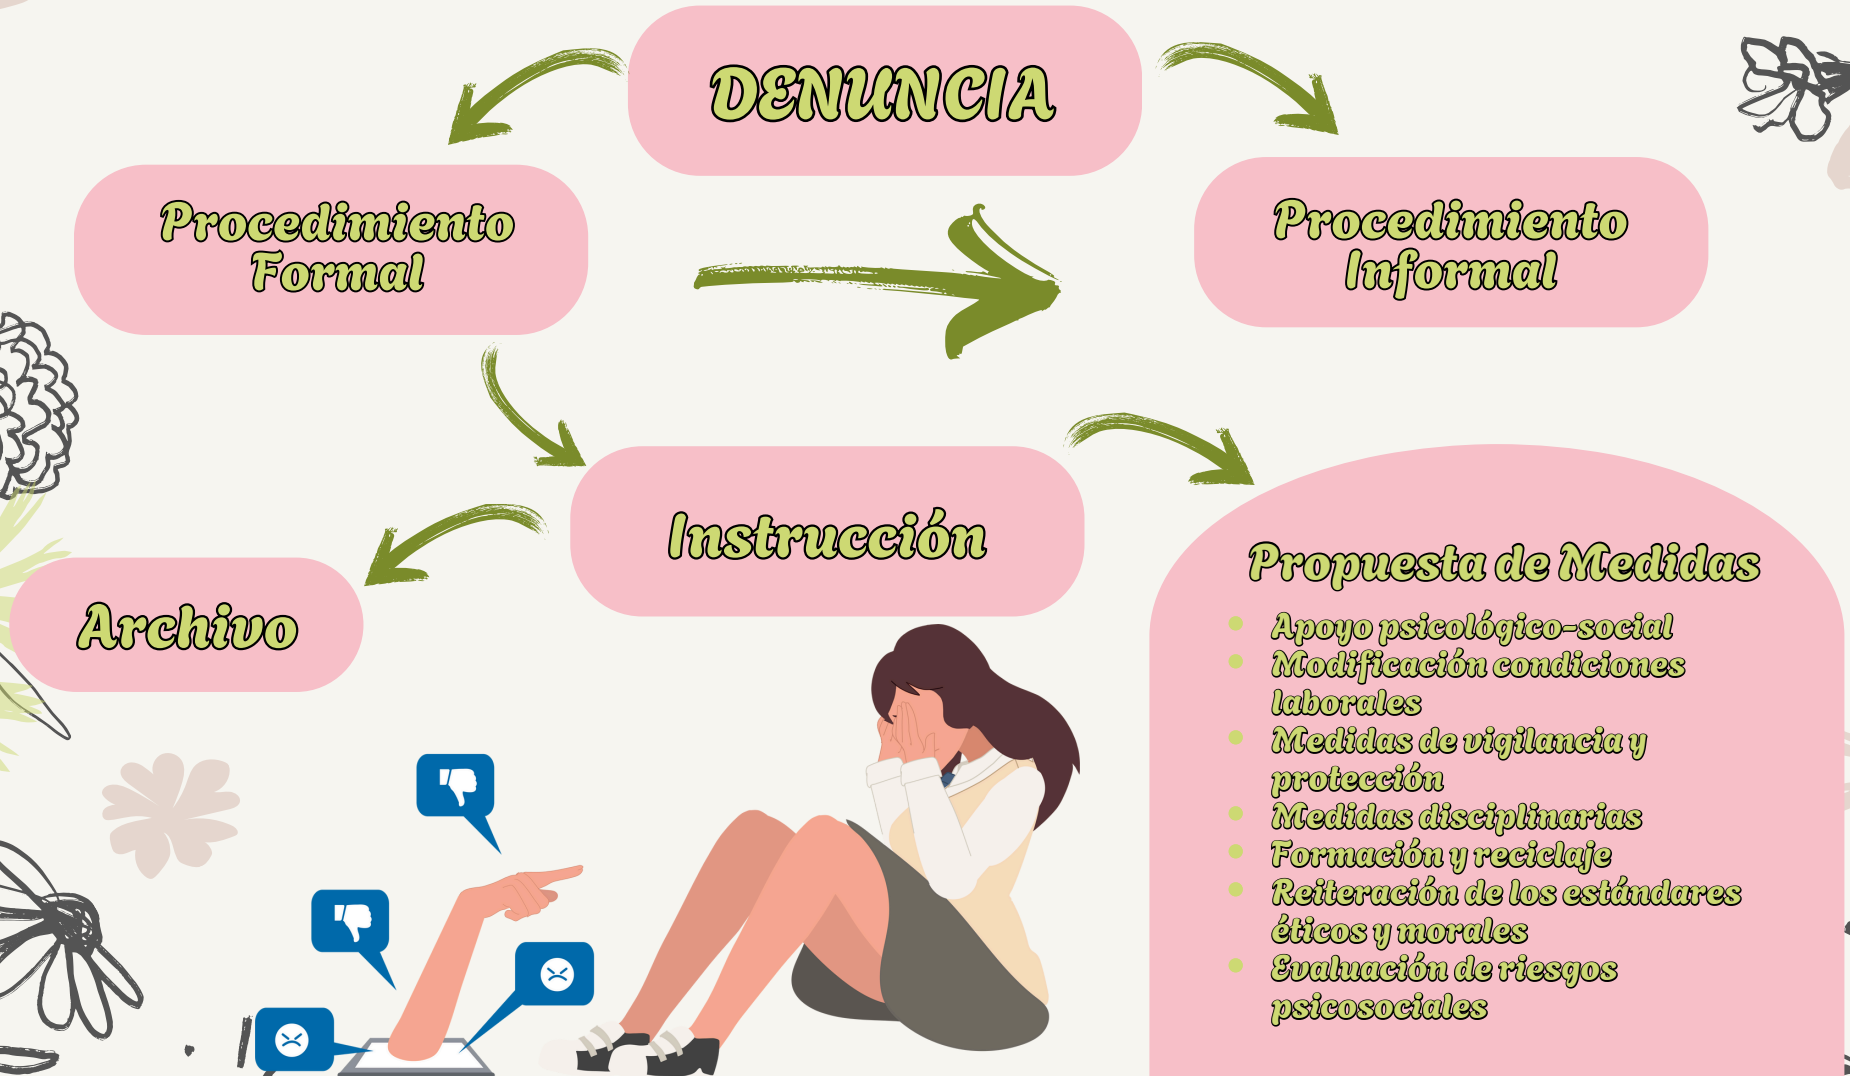 DENUNCIA
Procedimiento
Formal
Procedimiento
Informal
Instrucción
Archivo
Propuesta de Medidas
Apoyo psicológico-social
Modificación condiciones
laborales
Medidas de vigilancia y
protección
Medidas disciplinarias
Formación y reciclaje
Reiteración de los estándares
éticos y morales
Evaluación de riesgos
psicosociales